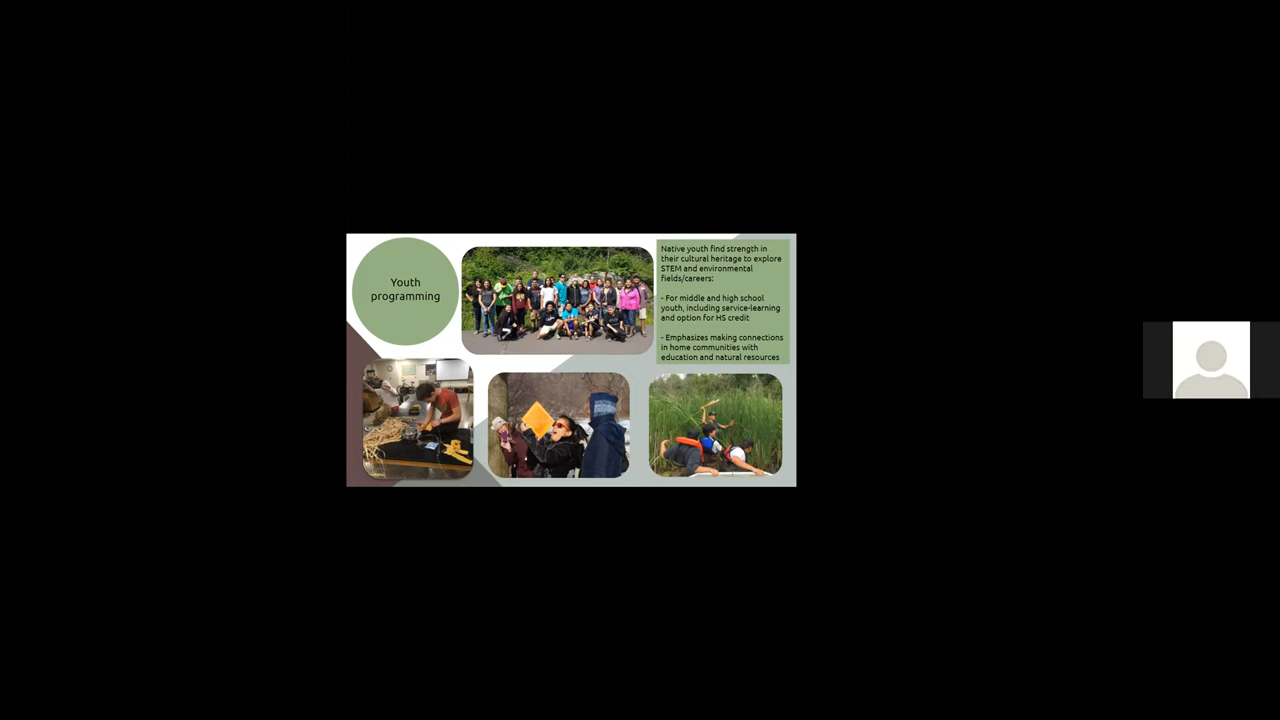 Youth
programming
Native youth find strength in
their cultural heritage to explore
STEM and environmental
fields/careers:
- For middle and high school
youth, including service-learning
and option for HS credit
- Emphasizes making connections
in home communities with
education and natural resources